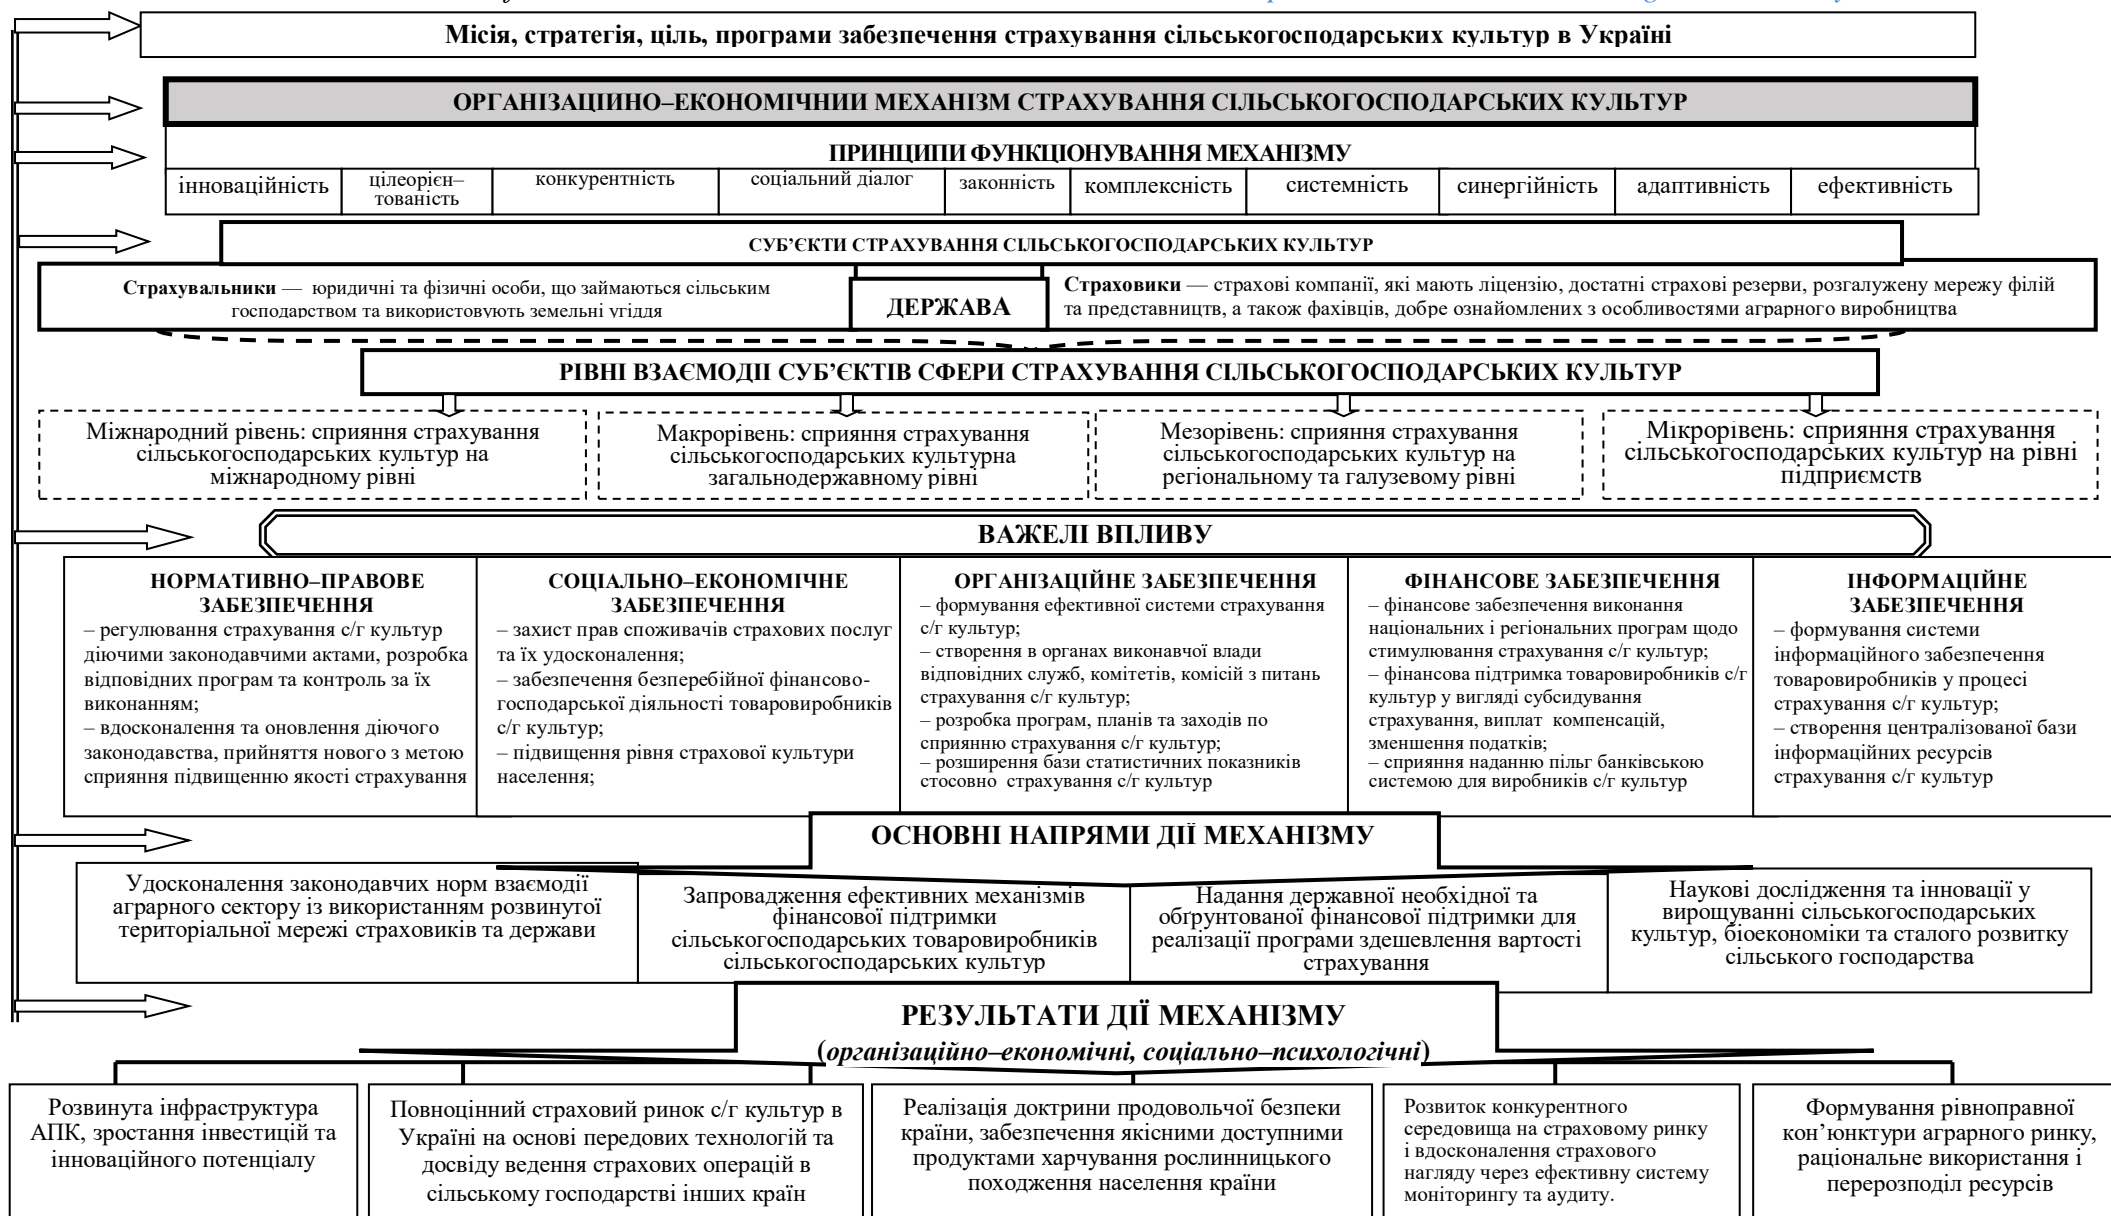 Місія, стратегія, ціль, програми забезпечення страхування сільськогосподарських культур в Україні
ОРГАНІЗАЦІЙНО–ЕКОНОМІЧНИЙ МЕХАНІЗМ СТРАХУВАННЯ СІЛЬСЬКОГОСПОДАРСЬКИХ КУЛЬТУР
ПРИНЦИПИ ФУНКЦІОНУВАННЯ МЕХАНІЗМУ
інноваційність
цілеорієн–
тованість
конкурентність
соціальний діалог
законність
комплексність
системність
синергійність
адаптивність
ефективність
СУБ’ЄКТИ СТРАХУВАННЯ СІЛЬСЬКОГОСПОДАРСЬКИХ КУЛЬТУР
Страхувальники — юридичні та фізичні особи, що займаються сільським
господарством та використовують земельні угіддя
ДЕРЖАВА
Страховики — страхові компанії, які мають ліцензію, достатні страхові резерви, розгалужену мережу філій
та представництв, а також фахівців, добре ознайомлених з особливостями аграрного виробництва
РІВНІ ВЗАЄМОДІЇ СУБ’ЄКТІВ СФЕРИ СТРАХУВАННЯ СІЛЬСЬКОГОСПОДАРСЬКИХ КУЛЬТУР
Міжнародний рівень: сприяння страхування
сільськогосподарських культур на
міжнародному рівні
Макрорівень: сприяння страхування
сільськогосподарських культурна
загальнодержавному рівні
Мезорівень: сприяння страхування
сільськогосподарських культур на
регіональному та галузевому рівні
Мікрорівень: сприяння страхування
сільськогосподарських культур на рівні
підприємств
ВАЖЕЛІ ВПЛИВУ
НОРМАТИВНО–ПРАВОВЕ
ЗАБЕЗПЕЧЕННЯ
– регулювання страхування с/г культур
діючими законодавчими актами, розробка
відповідних програм та контроль за їх
виконанням;
– вдосконалення та оновлення діючого
законодавства, прийняття нового з метою
сприяння підвищенню якості страхування
СОЦІАЛЬНО–ЕКОНОМІЧНЕ
ЗАБЕЗПЕЧЕННЯ
– захист прав споживачів страхових послуг
та їх удосконалення;
– забезпечення безперебійної фінансово-
господарської діяльності товаровиробників
с/г культур;
– підвищення рівня страхової культури
населення;
ОРГАНІЗАЦІЙНЕ ЗАБЕЗПЕЧЕННЯ
– формування ефективної системи страхування
с/г культур;
– створення в органах виконавчої влади
відповідних служб, комітетів, комісій з питань
страхування с/г культур;
– розробка програм, планів та заходів по
сприянню страхування с/г культур;
– розширення бази статистичних показників
стосовно страхування с/г культур
ФІНАНСОВЕ ЗАБЕЗПЕЧЕННЯ
– фінансове забезпечення виконання
національних і регіональних програм щодо
стимулювання страхування с/г культур;
– фінансова підтримка товаровиробників с/г
культур у вигляді субсидування
страхування, виплат компенсацій,
зменшення податків;
– сприяння наданню пільг банківською
системою для виробників с/г культур
ІНФОРМАЦІЙНЕ
ЗАБЕЗПЕЧЕННЯ
– формування системи
інформаційного забезпечення
товаровиробників у процесі
страхування с/г культур;
– створення централізованої бази
інформаційних ресурсів
страхування с/г культур
ОСНОВНІ НАПРЯМИ ДІЇ МЕХАНІЗМУ
Удосконалення законодавчих норм взаємодії
аграрного сектору із використанням розвинутої
територіальної мережі страховиків та держави
Запровадження ефективних механізмів
фінансової підтримки
сільськогосподарських товаровиробників
сільськогосподарських культур
Надання державної необхідної та
обґрунтованої фінансової підтримки для
реалізації програми здешевлення вартості
страхування
Наукові дослідження та інновації у
вирощуванні сільськогосподарських
культур, біоекономіки та сталого розвитку
сільського господарства
РЕЗУЛЬТАТИ ДІЇ МЕХАНІЗМУ
(організаційно–економічні, соціально–психологічні)
Розвинута інфраструктура
АПК, зростання інвестицій та
інноваційного потенціалу
Повноцінний страховий ринок с/г культур в
Україні на основі передових технологій та
досвіду ведення страхових операцій в
сільському господарстві інших країн
Реалізація доктрини продовольчої безпеки
країни, забезпечення якісними доступними
продуктами харчування рослинницького
походження населення країни
Розвиток конкурентного
середовища на страховому ринку
і вдосконалення страхового
нагляду через ефективну систему
моніторингу та аудиту.
Формування рівноправної
кон’юнктури аграрного ринку,
раціональне використання і
перерозподіл ресурсів